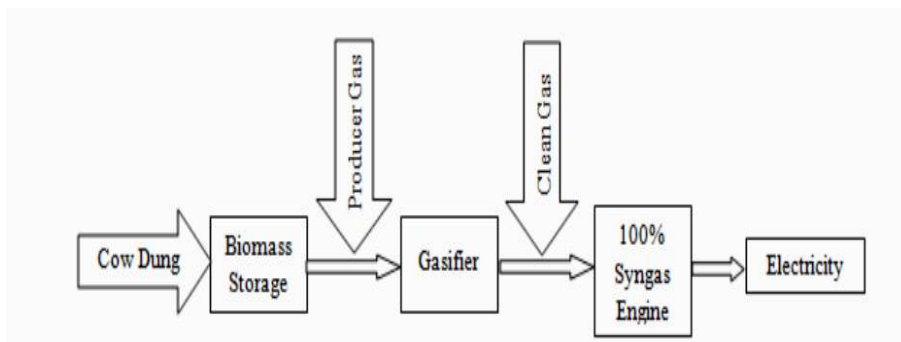 Producer Gas
Clean Gas
Cow Dung
Biomass
Storage
Gasifier
100%
Syngas
Engine
Electricity